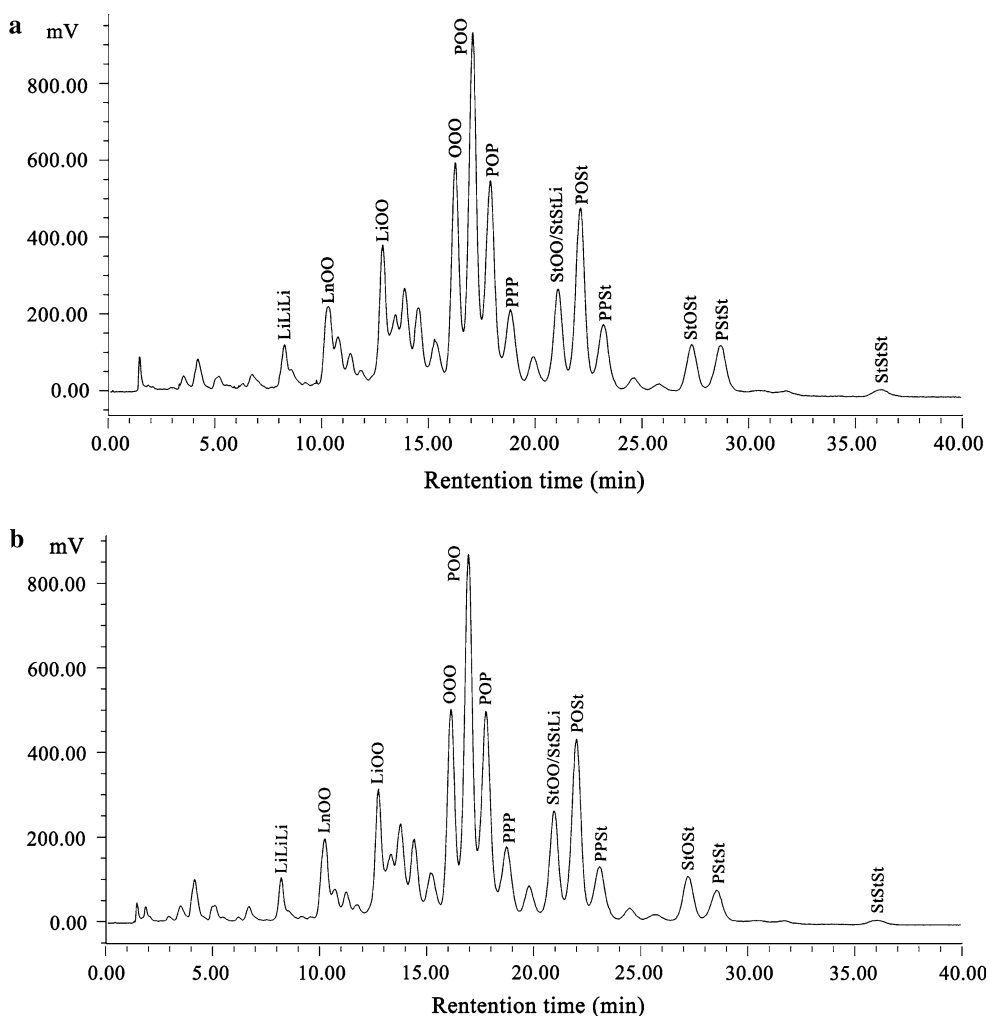 a
mV
800.00
600.00
400.00
200.00
0.00
LiLiLi
LnOO
LiOO
OOO
POO
POP
PPP
StOO/StStLi
POSt
PPSt
StOSt
PStSt
StStSt
0.00 5.00 10.00 15.00 20.00 25.00 30.00 35.00 40.00
Rentention time (min)
b
mV
800.00
600.00
400.00
200.00
0.00
LiLiLi
LnOO
LiOO
OOO
POO
POP
PPP
StOO/StStLi
POSt
PPSt
StOSt
PStSt
StStSt
0.00 5.00 10.00 15.00 20.00 25.00 30.00 35.00 40.00
Rentention time (min)